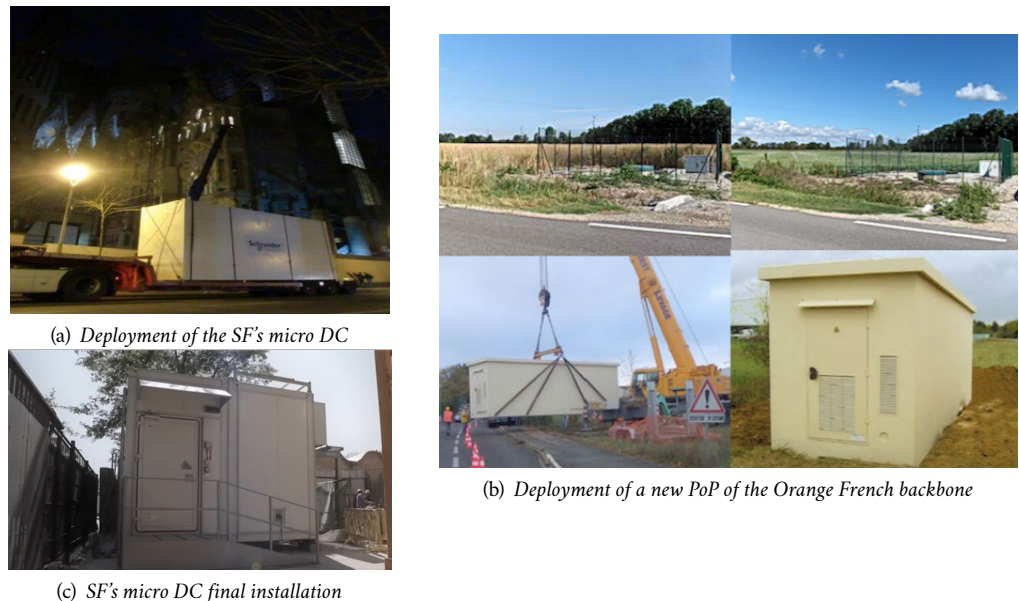 Schneider
(a) Deployment of the SF's micro DC
(b) Deployment of a new PoP of the Orange French backbone
(c) SF's micro DC final installation